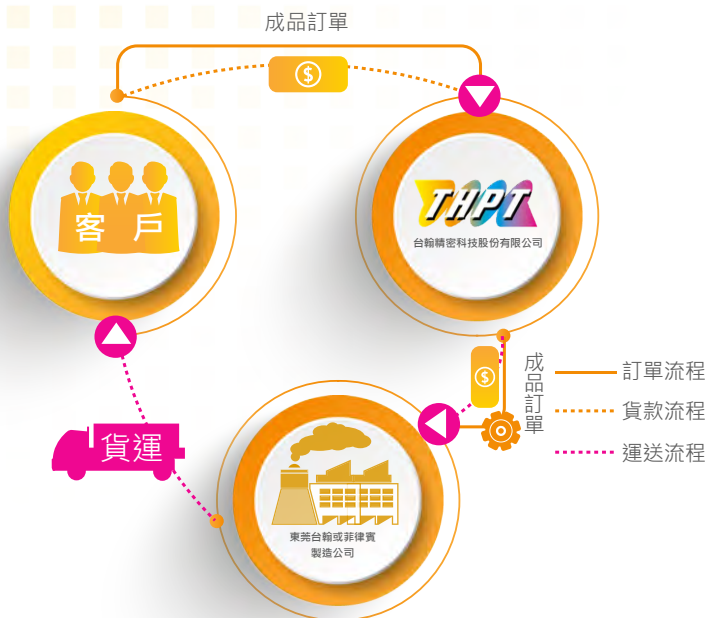 成品訂單
$
客 戶
THPT
台翰精密科技股份有限公司
$
成品訂單
訂單流程
貨款流程
運送流程
貨運
東莞台翰或菲律賓
製造公司